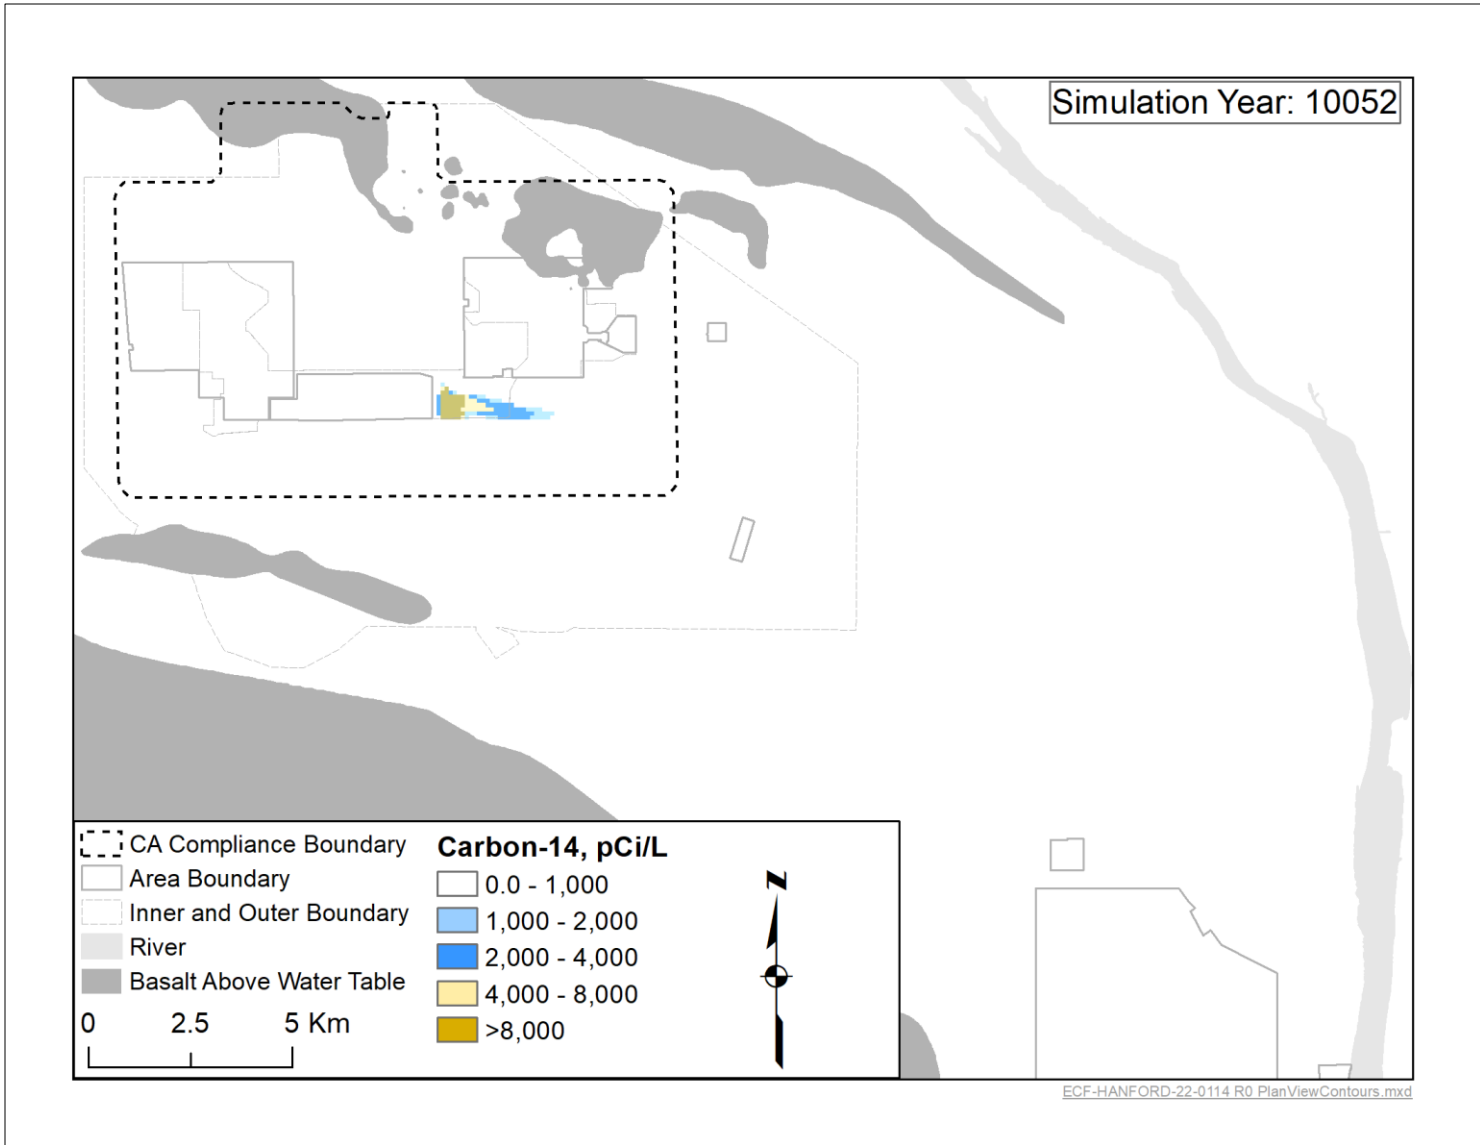 Simulation Year: 10052
CA Compliance Boundary
Area Boundary
Inner and Outer Boundary
River
Basalt Above Water Table
0 2.5 5 Km
Carbon-14, pCi/L
0.0 - 1,000
1,000 - 2,000
2,000 - 4,000
4,000 - 8,000
>8,000
N
ECF-HANFORD-22-0114 R0 PlanViewContours.mxd